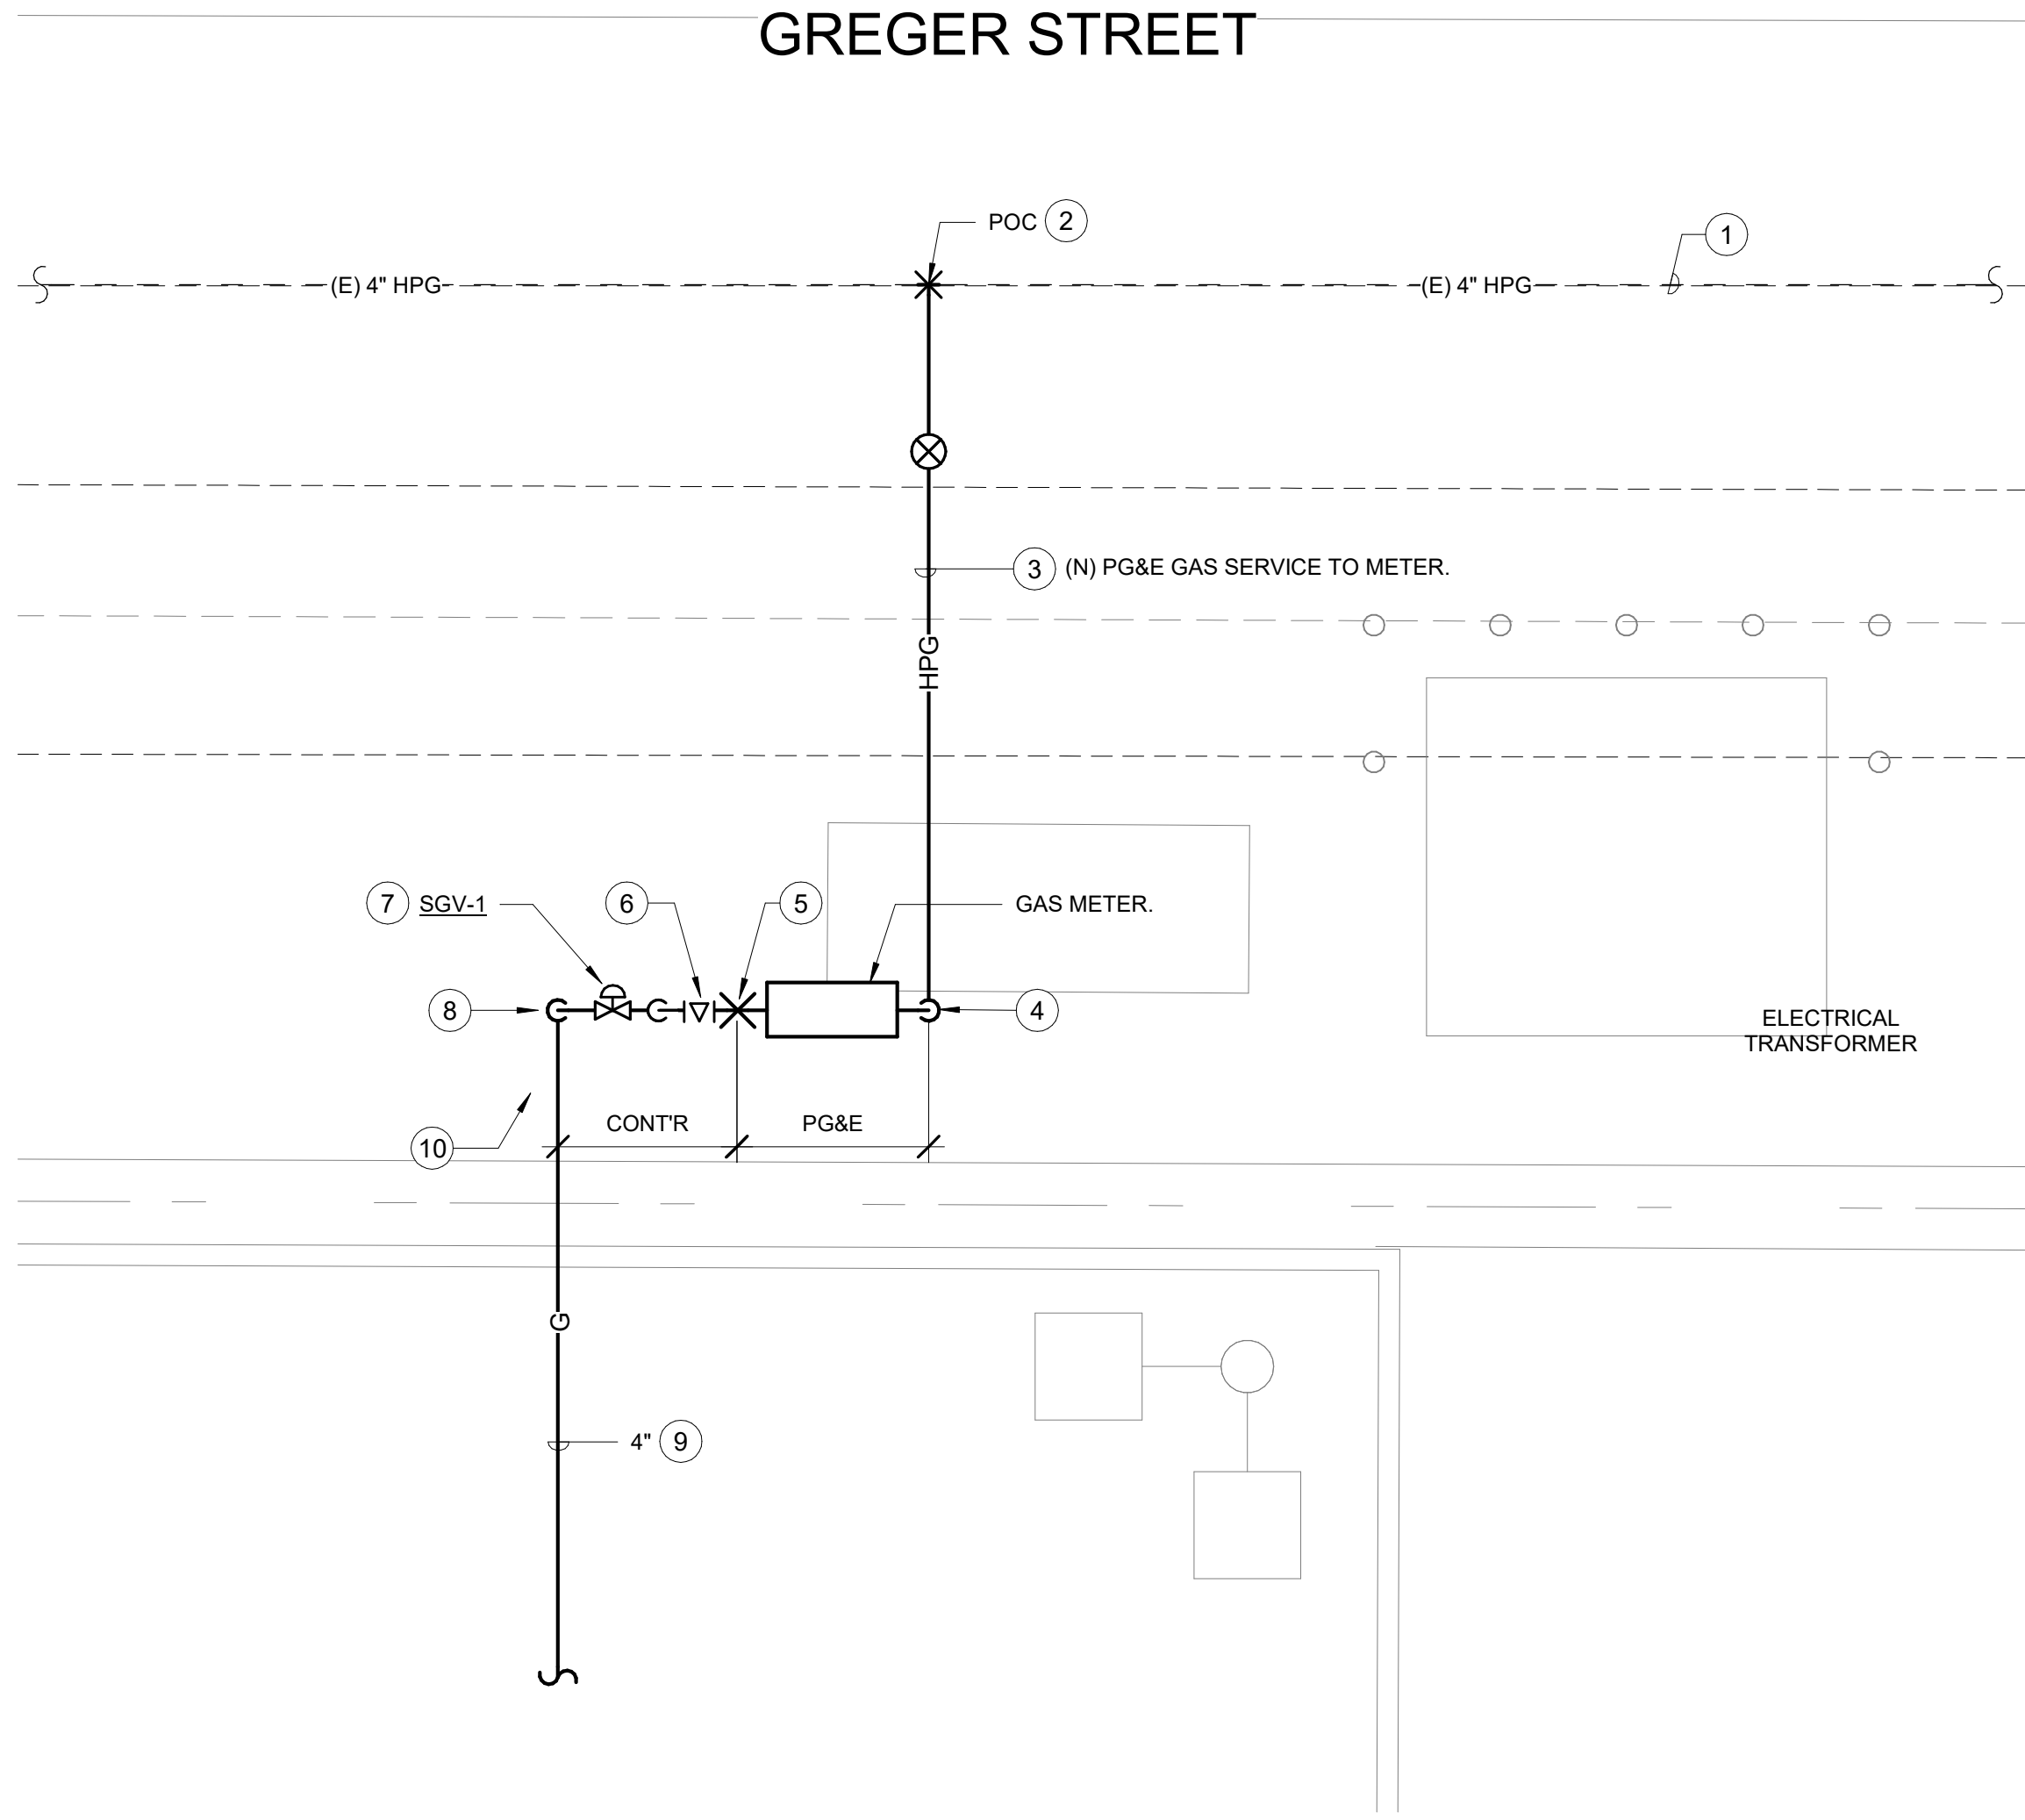 GREGER STREET
POC 2
1
(E) 4" HPG
(E) 4" HPG
3 (N) PG&E GAS SERVICE TO METER.
HPG
7 SGV-1
6
5
GAS METER.
8
4
ELECTRICAL
TRANSFORMER
10
CONT'R
PG&E
G
4" 9